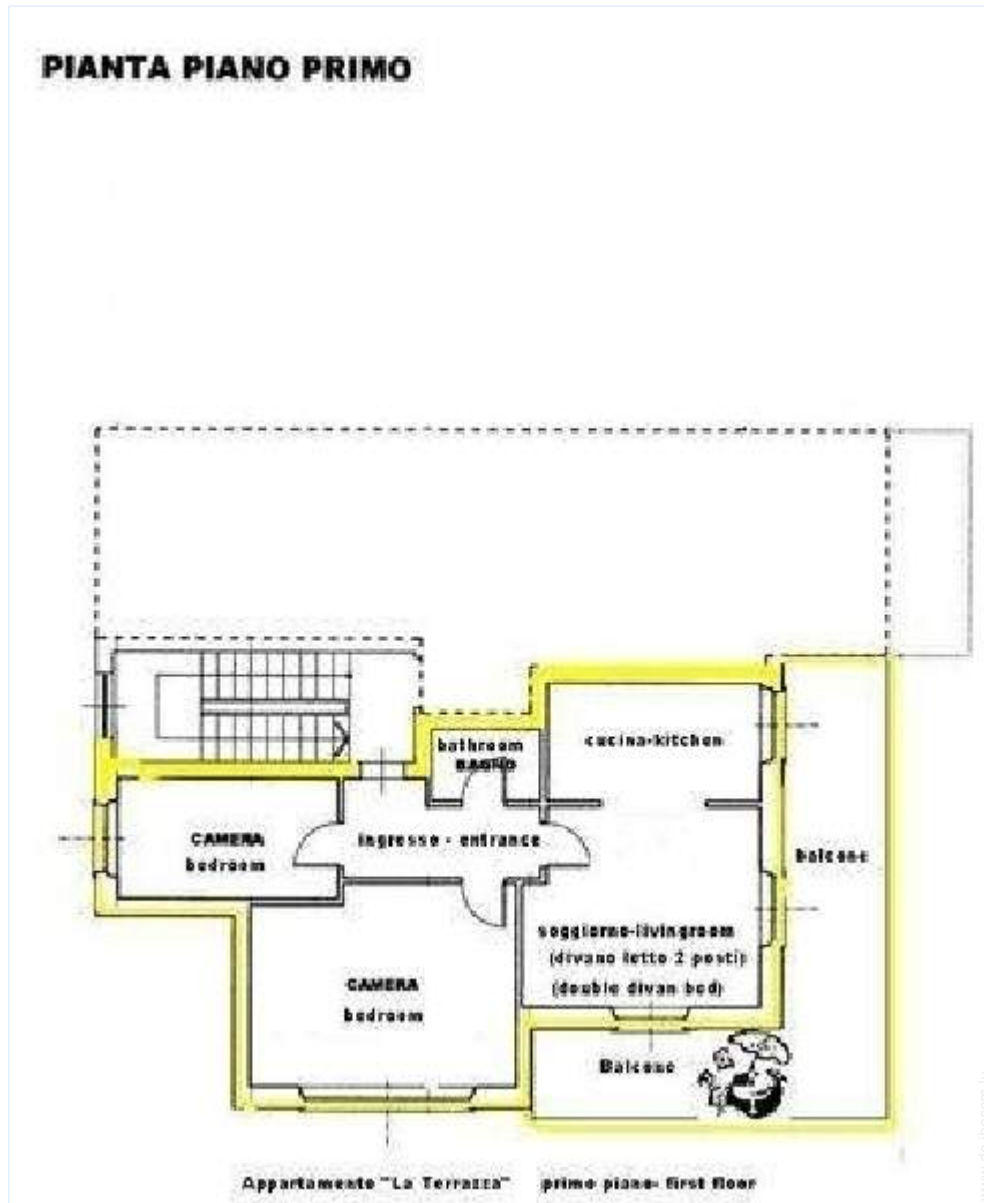 PIANTA PIANO PRIMO
bathroom
BAGNO
cucina-kitchen
CAMERA
bedroom
ingresso - entrance
balcone
soggiorno-livingroom
(divano letto 2 posti)
(double divan bed)
CAMERA
bedroom
Balcone
Appartamento "La Terrazza" primo piano- first floor